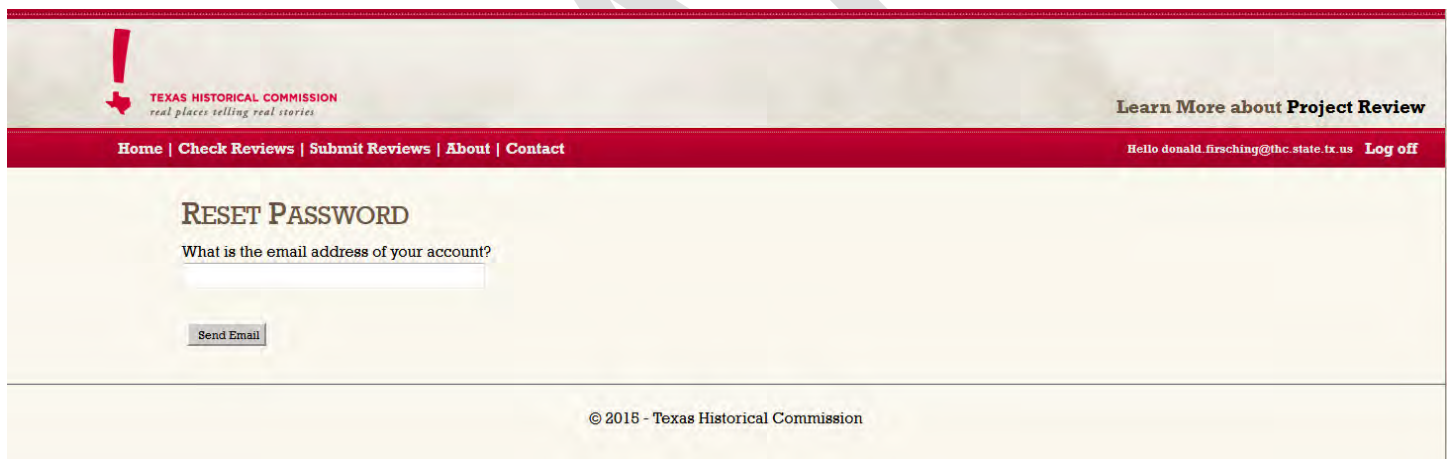 TEXAS HISTORICAL COMMISSION
real places telling real stories
Learn More about Project Review
Home | Check Reviews | Submit Reviews | About | Contact
Hello donald.firsching@thc.state.tx.us Log off
RESET PASSWORD
What is the email address of your account?
Send Email
© 2015 - Texas Historical Commission